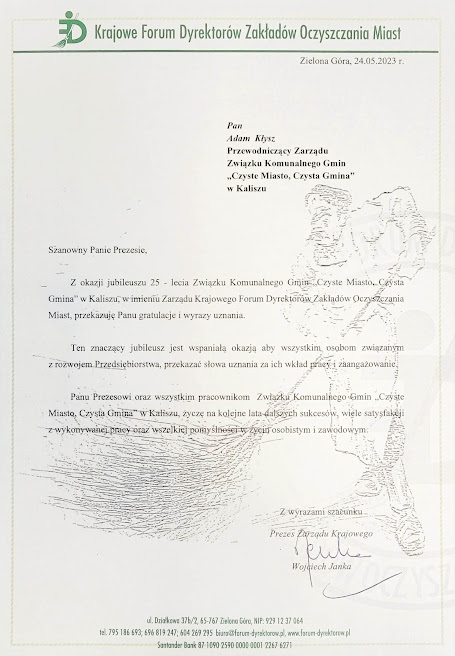 Krajowe Forum Dyrektorów Zakładów Oczyszczania Miast
Zielona Góra, 24.05.2023 r.
Pan
Adam Kłysz
Przewodniczący Zarządu
Związku Komunalnego Gmin
„Czyste Miasto, Czysta Gmina”
w Kaliszu
Szanowny Panie Prezesie,
Z okazji jubileuszu 25 - lecia Związku Komunalnego Gmin „Czyste Miasto, Czysta
Gmina” w Kaliszu, w imieniu Zarządu Krajowego Forum Dyrektorów Zakładów Oczyszczania
Miast, przekazuję Panu gratulacje i wyrazy uznania.
Ten znaczący jubileusz jest wspaniałą okazją aby wszystkim osobom związanym
z rozwojem Przedsiębiorstwa, przekazać słowa uznania za ich wkład pracy i zaangażowanie.
Panu Prezesowi oraz wszystkim pracownikom Związku Komunalnego Gmin „Czyste
Miasto, Czysta Gmina” w Kaliszu, życzę na kolejne lata dalszych sukcesów, wiele satysfakcji
z wykonywanej pracy oraz wszelkiej pomyślności w życiu osobistym i zawodowym.
Z wyrazami szacunku
Prezes Zarządu Krajowego
Wojciech Janka
ul. Działkowa 37b/2, 65-767 Zielona Góra, NIP: 929 12 37 064
tel. 795 186 693; 696 819 247; 604 269 295 biuro@forum-dyrektorow.pl, www.forum-dyrektorow.pl
Santander Bank 87 1090 2590 0000 0001 2267 6271